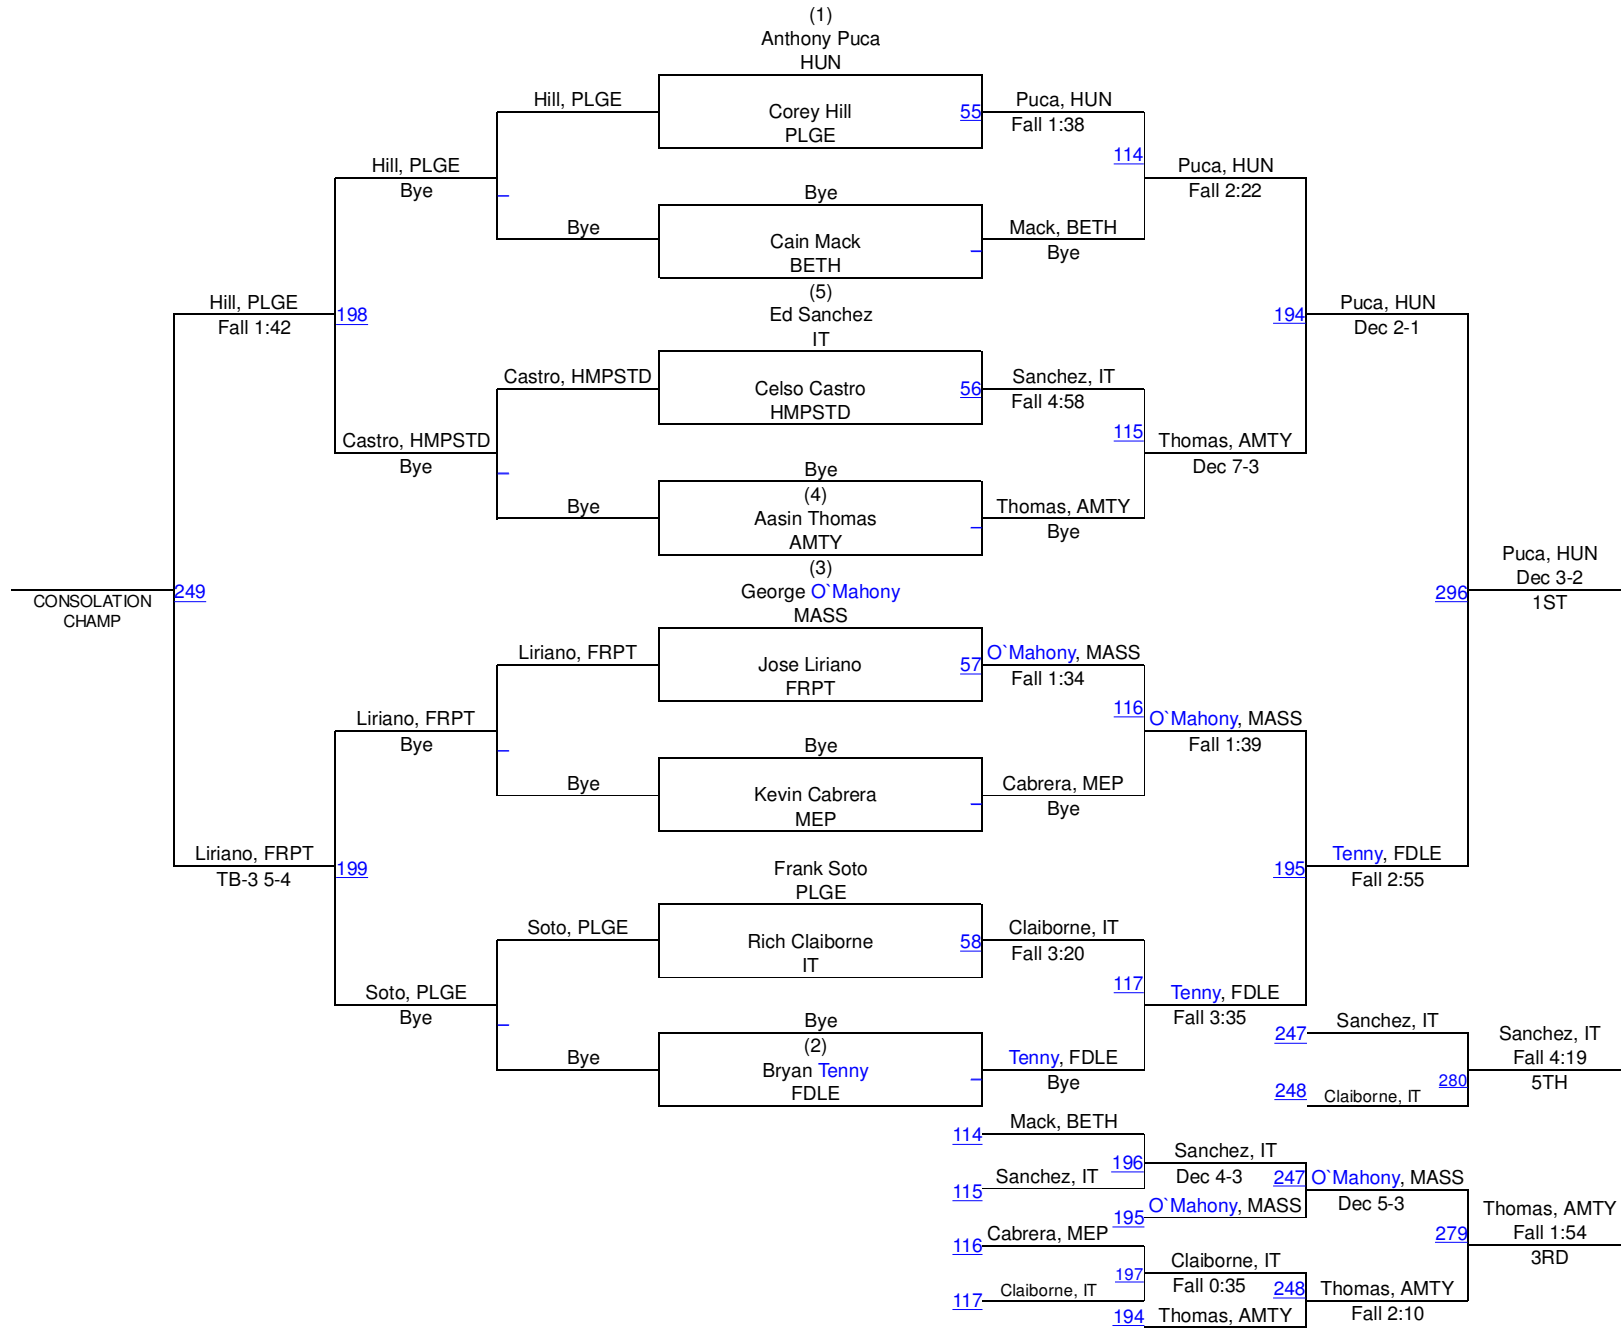 (1)
Anthony Puca
HUN
Hill, PLGE
Corey Hill
PLGE
55
Puca, HUN
Fall 1:38
114
Hill, PLGE
Bye
Puca, HUN
Fall 2:22
Bye
Bye
Cain Mack
BETH
Mack, BETH
Bye
(5)
Ed Sanchez
IT
Hill, PLGE
Fall 1:42
198
194
Puca, HUN
Dec 2-1
Castro, HMPSTD
Celso Castro
HMPSTD
56
Sanchez, IT
Fall 4:58
115
Castro, HMPSTD
Bye
Thomas, AMTY
Dec 7-3
Bye
Bye
(4)
Aasin Thomas
AMTY
Thomas, AMTY
Bye
(3)
George O`Mahony
MASS
CONSOLATION
CHAMP
249
296
Puca, HUN
Dec 3-2
1ST
Liriano, FRPT
Jose Liriano
FRPT
57
O`Mahony, MASS
Fall 1:34
116
Liriano, FRPT
Bye
O`Mahony, MASS
Fall 1:39
Bye
Bye
Kevin Cabrera
MEP
Cabrera, MEP
Bye
Liriano, FRPT
TB-3 5-4
199
195
Tenny, FDLE
Fall 2:55
Frank Soto
PLGE
Soto, PLGE
Rich Claiborne
IT
58
Claiborne, IT
Fall 3:20
117
Soto, PLGE
Bye
Tenny, FDLE
Fall 3:35
Bye
Bye
(2)
Bryan Tenny
FDLE
Tenny, FDLE
Bye
247
Sanchez, IT
248
Claiborne, IT
280
Sanchez, IT
Fall 4:19
5TH
114
Mack, BETH
115
Sanchez, IT
196
Sanchez, IT
Dec 4-3
195
O`Mahony, MASS
247
O`Mahony, MASS
Dec 5-3
116
Cabrera, MEP
117
Claiborne, IT
197
Claiborne, IT
Fall 0:35
194
Thomas, AMTY
248
Thomas, AMTY
Fall 2:10
279
Thomas, AMTY
Fall 1:54
3RD